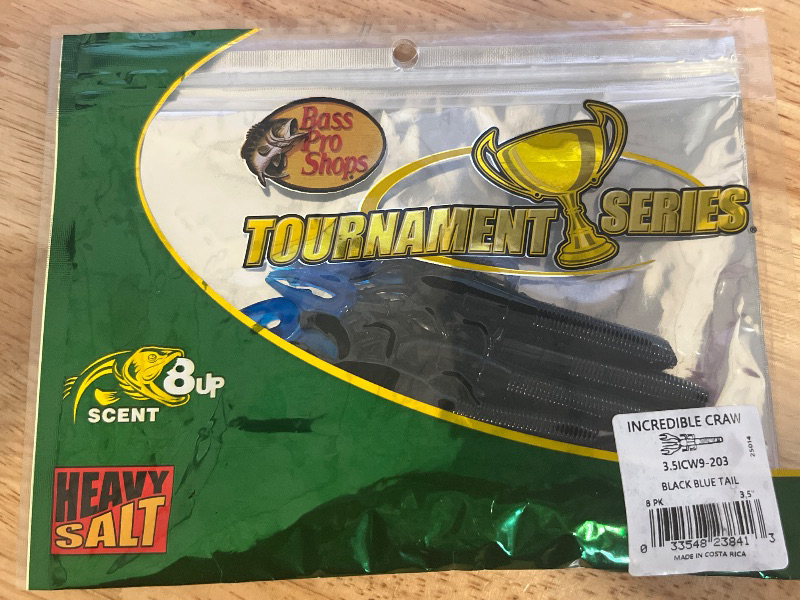 Bass
Pro
Shops®
TOURNAMENT SERIES®
8UP
SCENT
HEAVY
SALT
INCREDIBLE CRAW
25014
3.5ICW9-203
BLACK BLUE TAIL
8 PK 3.5"
0 33548 23841 3
MADE IN COSTA RICA